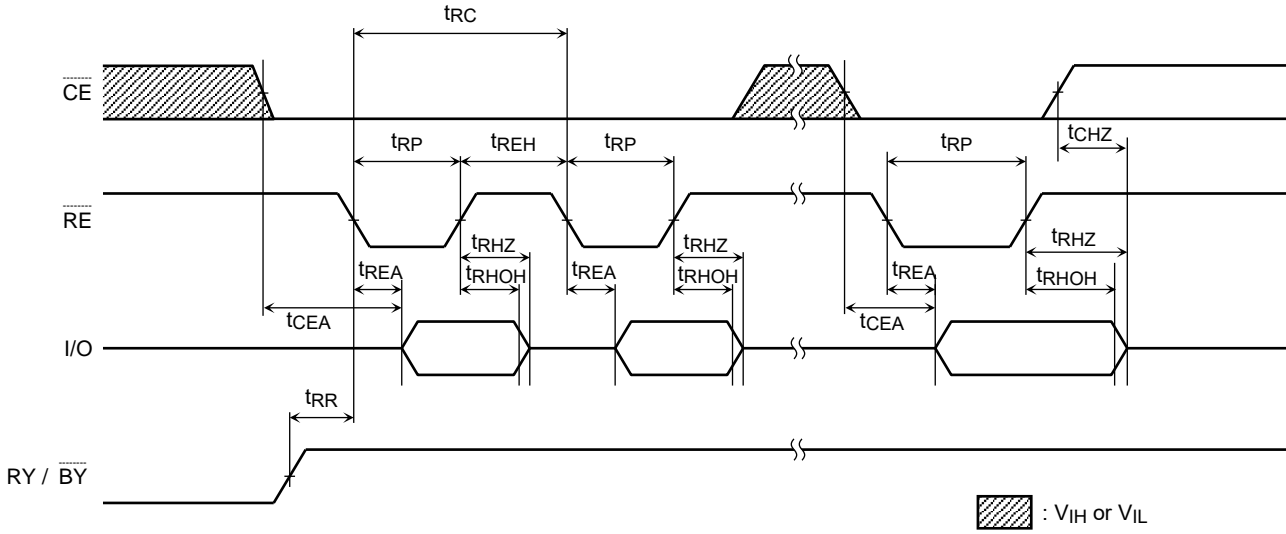 tRC
CE
tCHZ
tRP tREH tRP tRP
RE
tRHZ tRHZ tRHZ
tREA tREA tREA
tRHOH tRHOH tRHOH
tCEA tCEA
I/O
tRR
RY / BY
: VIH or VIL